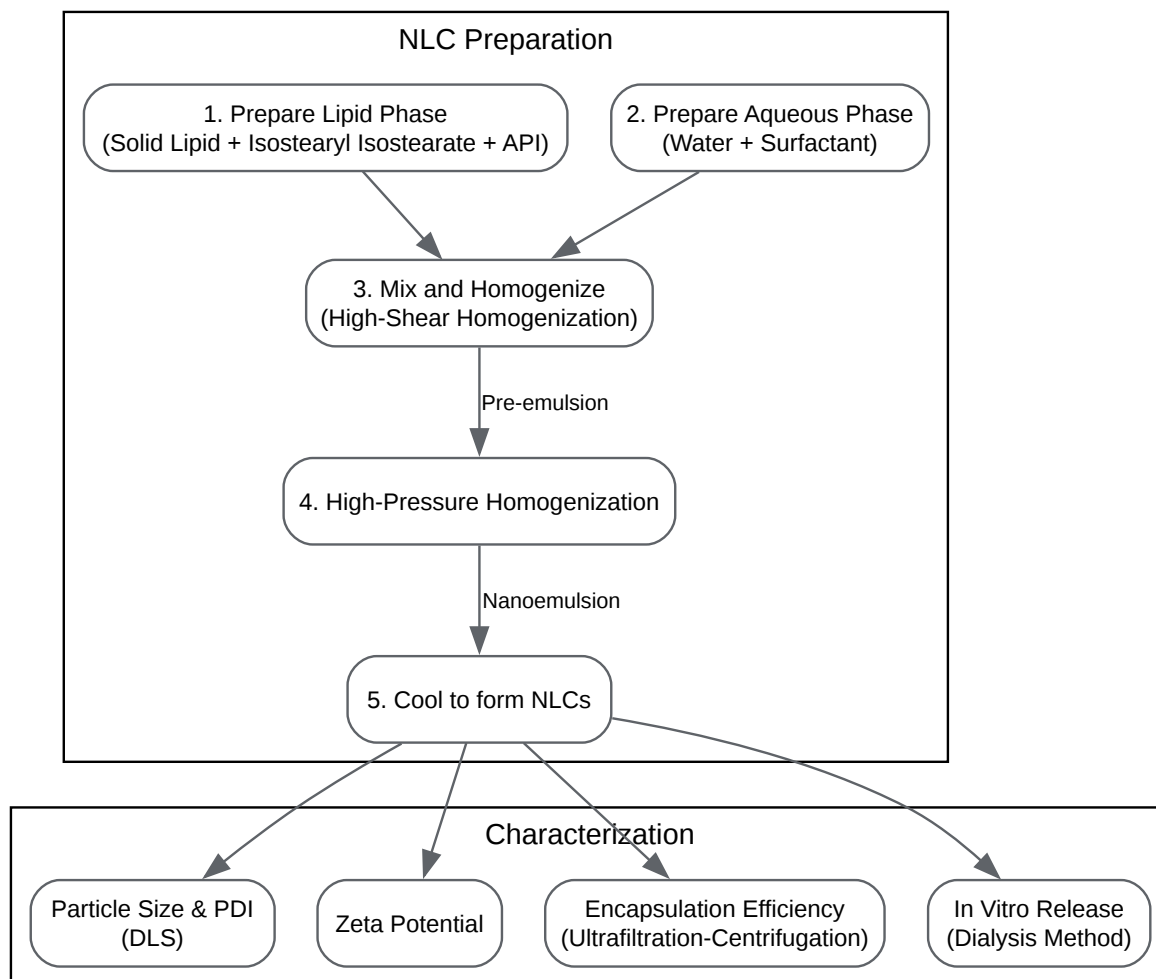 NLC Preparation
1. Prepare Lipid Phase
(Solid Lipid + Isostearyl Isostearate + API)
2. Prepare Aqueous Phase
(Water + Surfactant)
3. Mix and Homogenize
(High-Shear Homogenization)
Pre-emulsion
4. High-Pressure Homogenization
Nanoemulsion
5. Cool to form NLCs
Characterization
Particle Size & PDI
(DLS)
Zeta Potential
Encapsulation Efficiency
(Ultrafiltration-Centrifugation)
In Vitro Release
(Dialysis Method)